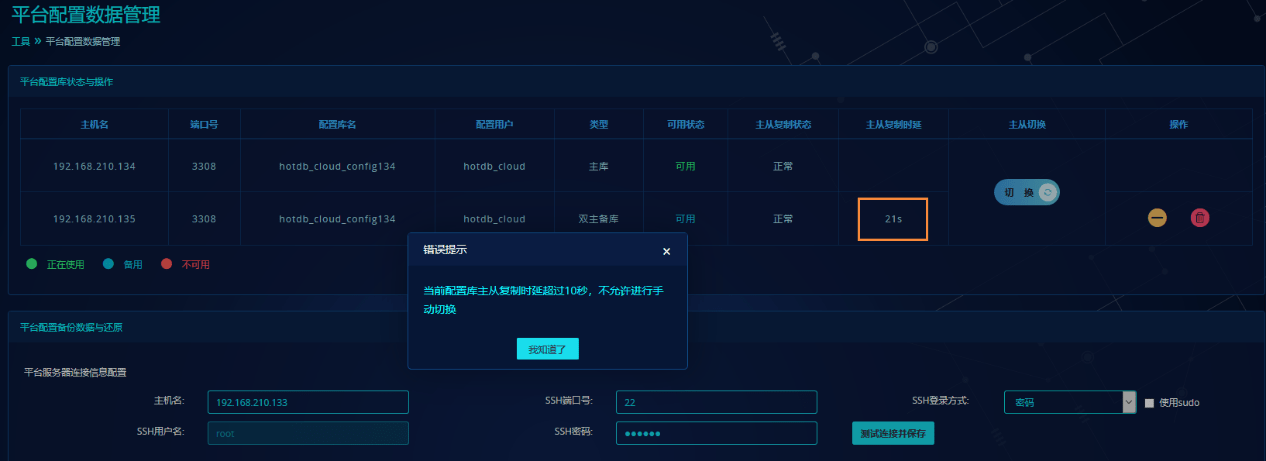 平台配置数据管理
工具 » 平台配置数据管理
平台配置库状态与操作
主机名 端口号 配置库名 配置用户 类型 可用状态 主从复制状态 主从复制时延 主从切换 操作
192.168.210.134 3308 hotdb_cloud_config134 hotdb_cloud 主库 可用 正常
切 换
192.168.210.135 3308 hotdb_cloud_config134 hotdb_cloud 双主备库 可用 正常 21s
正在使用 备用 不可用
错误提示 ×
当前配置库主从复制时延超过10秒，不允许进行手
动切换
我知道了
平台配置备份数据与还原
平台服务器连接信息配置
主机名: 192.168.210.133 SSH端口号: 22 SSH登录方式: 密码 使用sudo
SSH用户名: root SSH密码: ●●●●●● 测试连接并保存